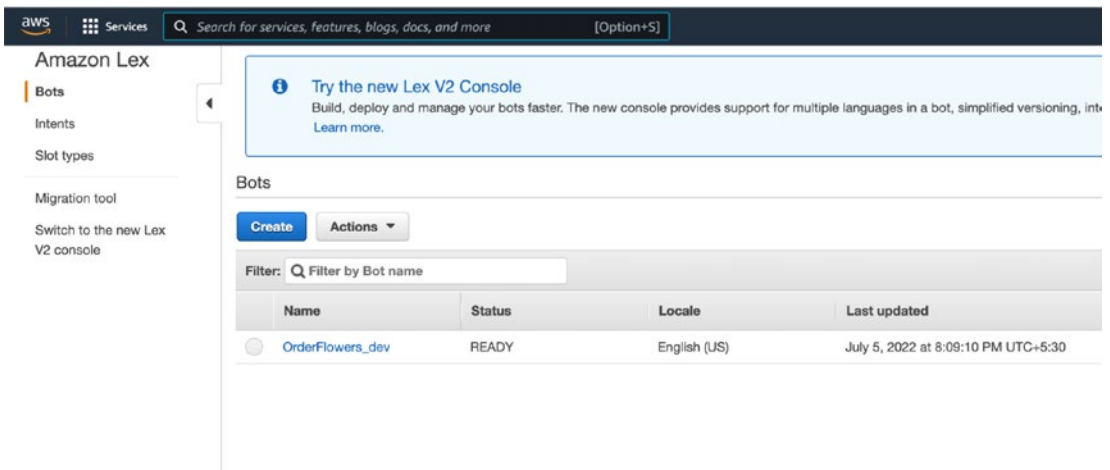 aws
Services
Search for services, features, blogs, docs, and more
[Option+S]
Amazon Lex
Bots
Intents
Slot types
Migration tool
Switch to the new Lex
V2 console
Try the new Lex V2 Console
Build, deploy and manage your bots faster. The new console provides support for multiple languages in a bot, simplified versioning,
Learn more.
Bots
Create
Actions
Filter:
Filter by Bot name
Name Status Locale Last updated
OrderFlowers_dev READY English (US) July 5, 2022 at 8:09:10 PM UTC+5:30